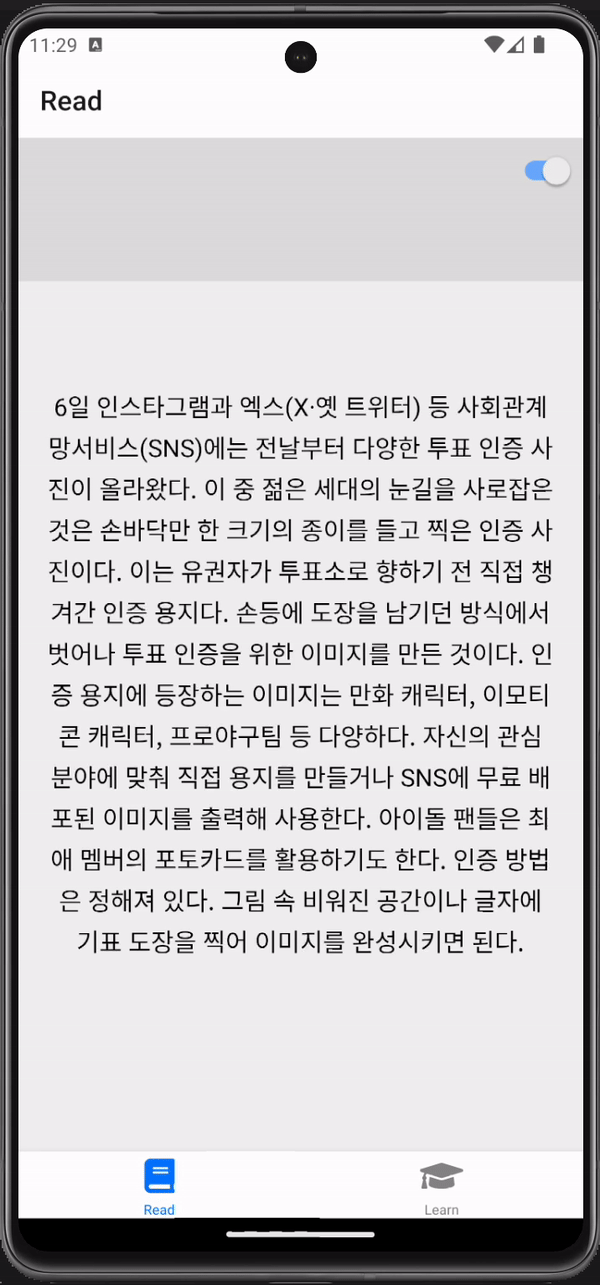 11:29
Read
6일 인스타그램과 엑스(X·옛 트위터) 등 사회관계
망서비스(SNS)에는 전날부터 다양한 투표 인증 사
진이 올라왔다. 이 중 젊은 세대의 눈길을 사로잡은
것은 손바닥만 한 크기의 종이를 들고 찍은 인증 사
진이다. 이는 유권자가 투표소로 향하기 전 직접 챙
겨간 인증 용지다. 손등에 도장을 남기던 방식에서
벗어나 투표 인증을 위한 이미지를 만든 것이다. 인
증 용지에 등장하는 이미지는 만화 캐릭터, 이모티
콘 캐릭터, 프로야구팀 등 다양하다. 자신의 관심
분야에 맞춰 직접 용지를 만들거나 SNS에 무료 배
포된 이미지를 출력해 사용한다. 아이돌 팬들은 최
애 멤버의 포토카드를 활용하기도 한다. 인증 방법
은 정해져 있다. 그림 속 비워진 공간이나 글자에
기표 도장을 찍어 이미지를 완성시키면 된다.
Read
Learn